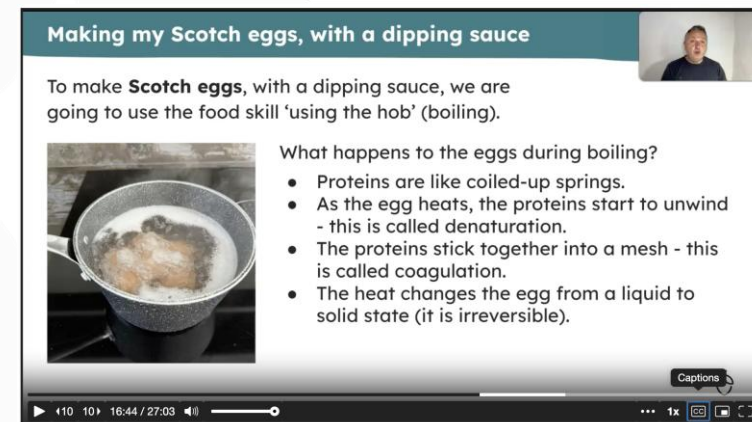 Making my Scotch eggs, with a dipping sauce
To make Scotch eggs, with a dipping sauce, we are
going to use the food skill ‘using the hob’ (boiling).
What happens to the eggs during boiling?
● Proteins are like coiled-up springs.
● As the egg heats, the proteins start to unwind
- this is called denaturation.
● The proteins stick together into a mesh - this
is called coagulation.
● The heat changes the egg from a liquid to
solid state (it is irreversible).
Captions
10 10 16:44 / 27:03 1x CC